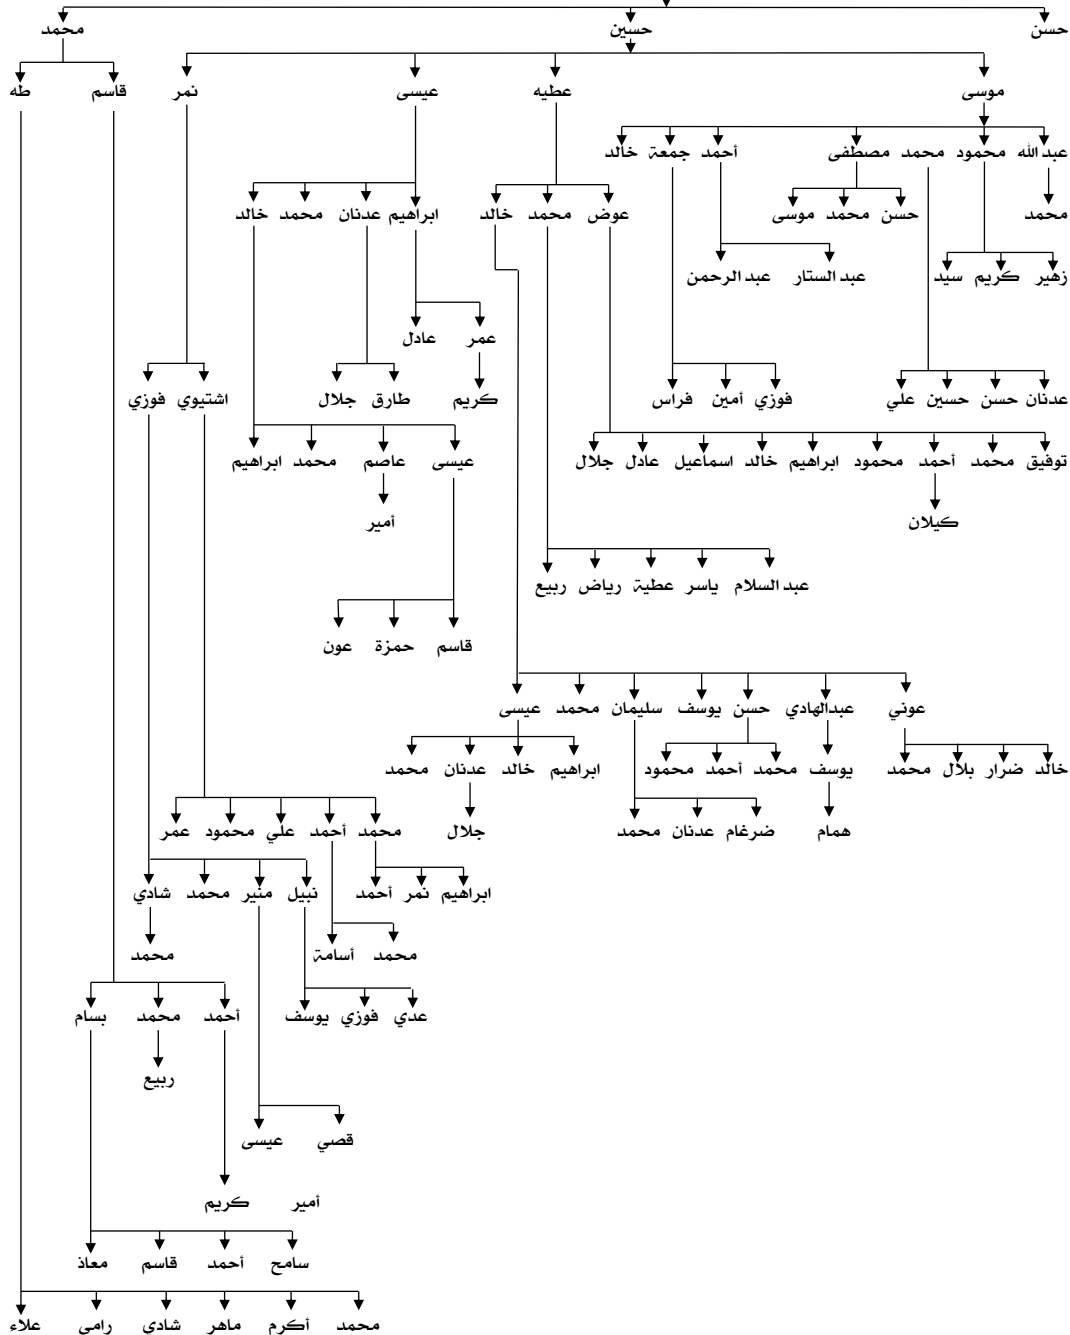 حسن حسين محمد
موسى عطيه عيسى نمر قاسم طه
عبد الله محمود محمد مصطفى أحمد جمعة خالد
محمد حسن محمد موسى عوض محمد خالد ابراهيم عدنان محمد خالد
زهير كريم سيد عبد الستار عبد الرحمن
عمر عادل
عدنان حسن حسين علي فوزي أمين فراس كريم طارق جلال اشتيوي فوزي
توفيق محمد أحمد محمود ابراهيم خالد اسماعيل عادل جلال عيسى عاصم محمد ابراهيم
كيلان أمير
عبد السلام ياسر عطية رياض ربيع
قاسم حمزة عون
عوني عبدالهادي حسن يوسف سليمان محمد عيسى
خالد ضرار بلال محمد يوسف محمد أحمد محمود ابراهيم خالد عدنان محمد
همام ضرغام عدنان محمد جلال محمد أحمد علي محمود عمر
ابراهيم نمر أحمد نبيل منير محمد شادي
محمد أسامة محمد
عدي فوزي يوسف أحمد محمد بسام
ربيع
قصي عيسى
أمير كريم
سامح أحمد قاسم معاذ
محمد أكرم ماهر شادي رامي علاء